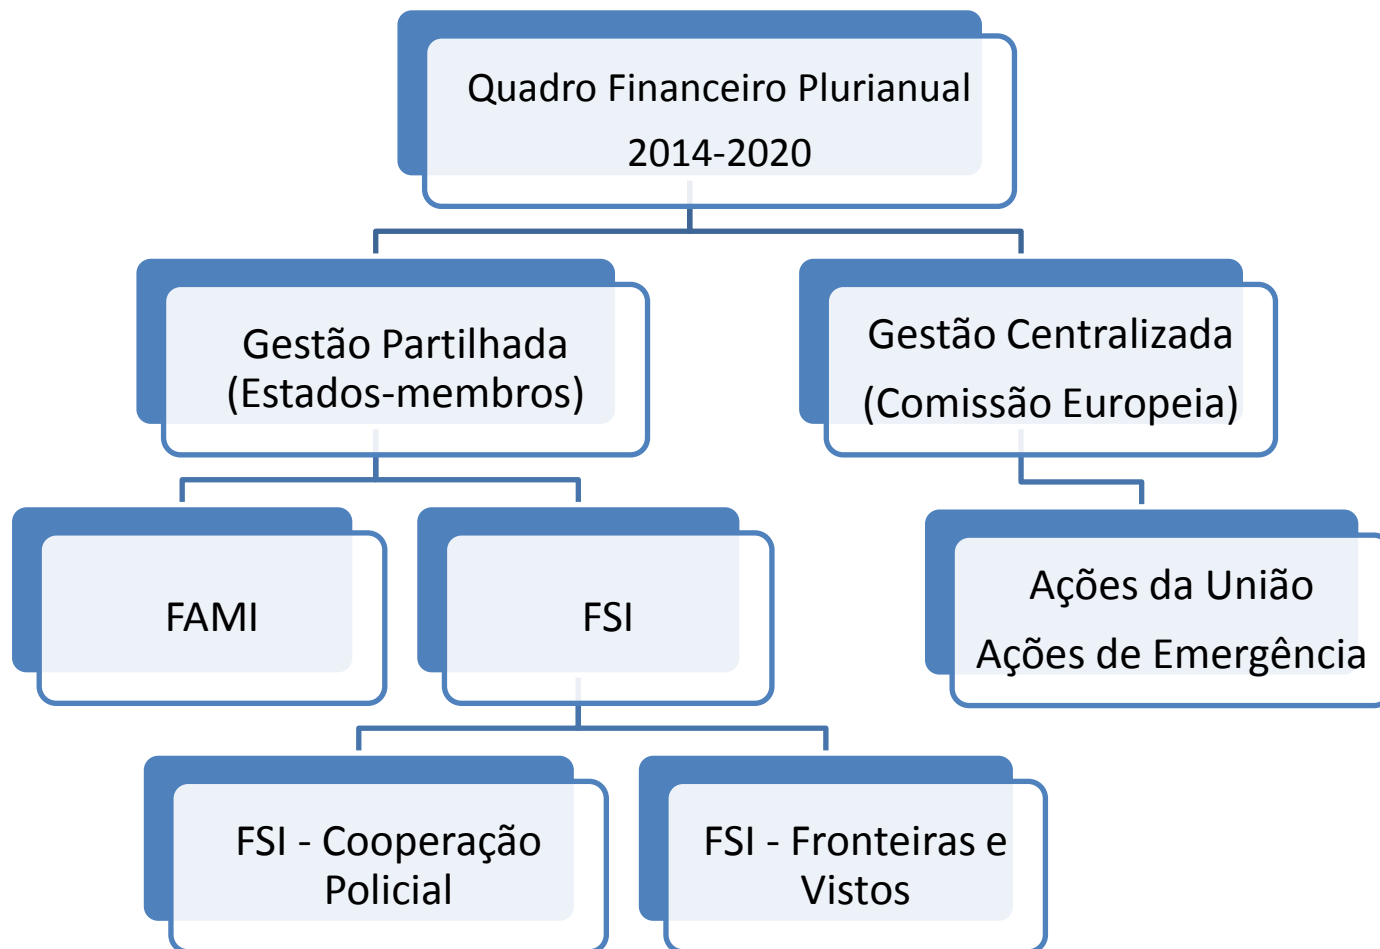 Quadro Financeiro Plurianual
2014-2020
Gestão Partilhada
(Estados-membros)
Gestão Centralizada
(Comissão Europeia)
FAMI
FSI
Ações da União
Ações de Emergência
FSI - Cooperação
Policial
FSI - Fronteiras e
Vistos